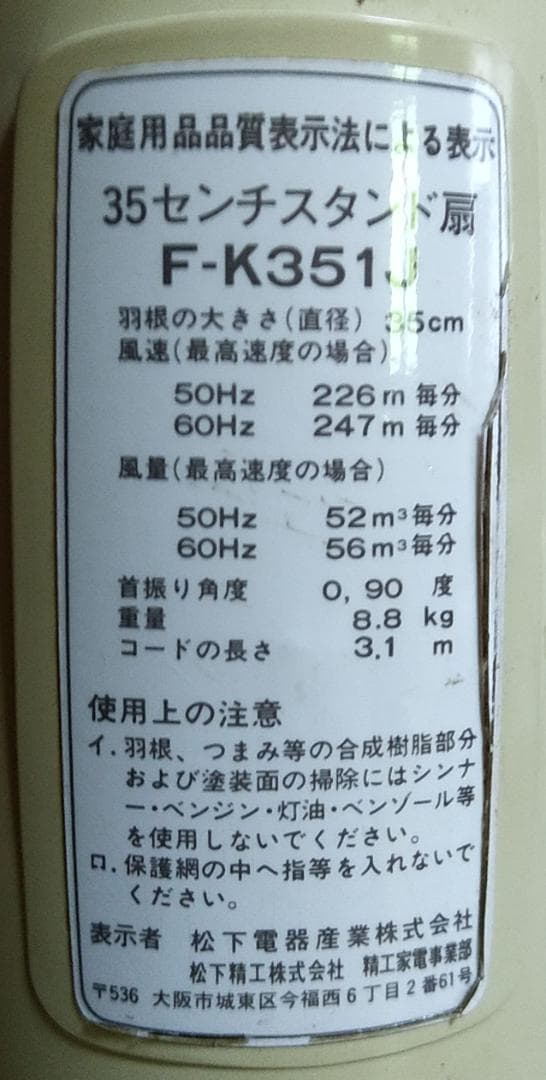 家庭用品品質表示法による表示
35センチスタンド扇
F-K351J
羽根の大きさ(直径) 35cm
風速(最高速度の場合)
50Hz 226m毎分
60Hz 247m毎分
風量(最高速度の場合)
50Hz 52m³毎分
60Hz 56m³毎分
首振り角度 0, 90 度
重量 8.8 kg
コードの長さ 3.1 m
使用上の注意
イ.羽根、つまみ等の合成樹脂部分
および塗装面の掃除にはシンナ
ー・ベンジン・灯油・ベンゾール等
を使用しないでください。
ロ.保護網の中へ指等を入れないで
ください。
表示者 松下電器産業株式会社
松下精工株式会社 精工家電事業部
〒536 大阪市城東区今福西6丁目2番61号